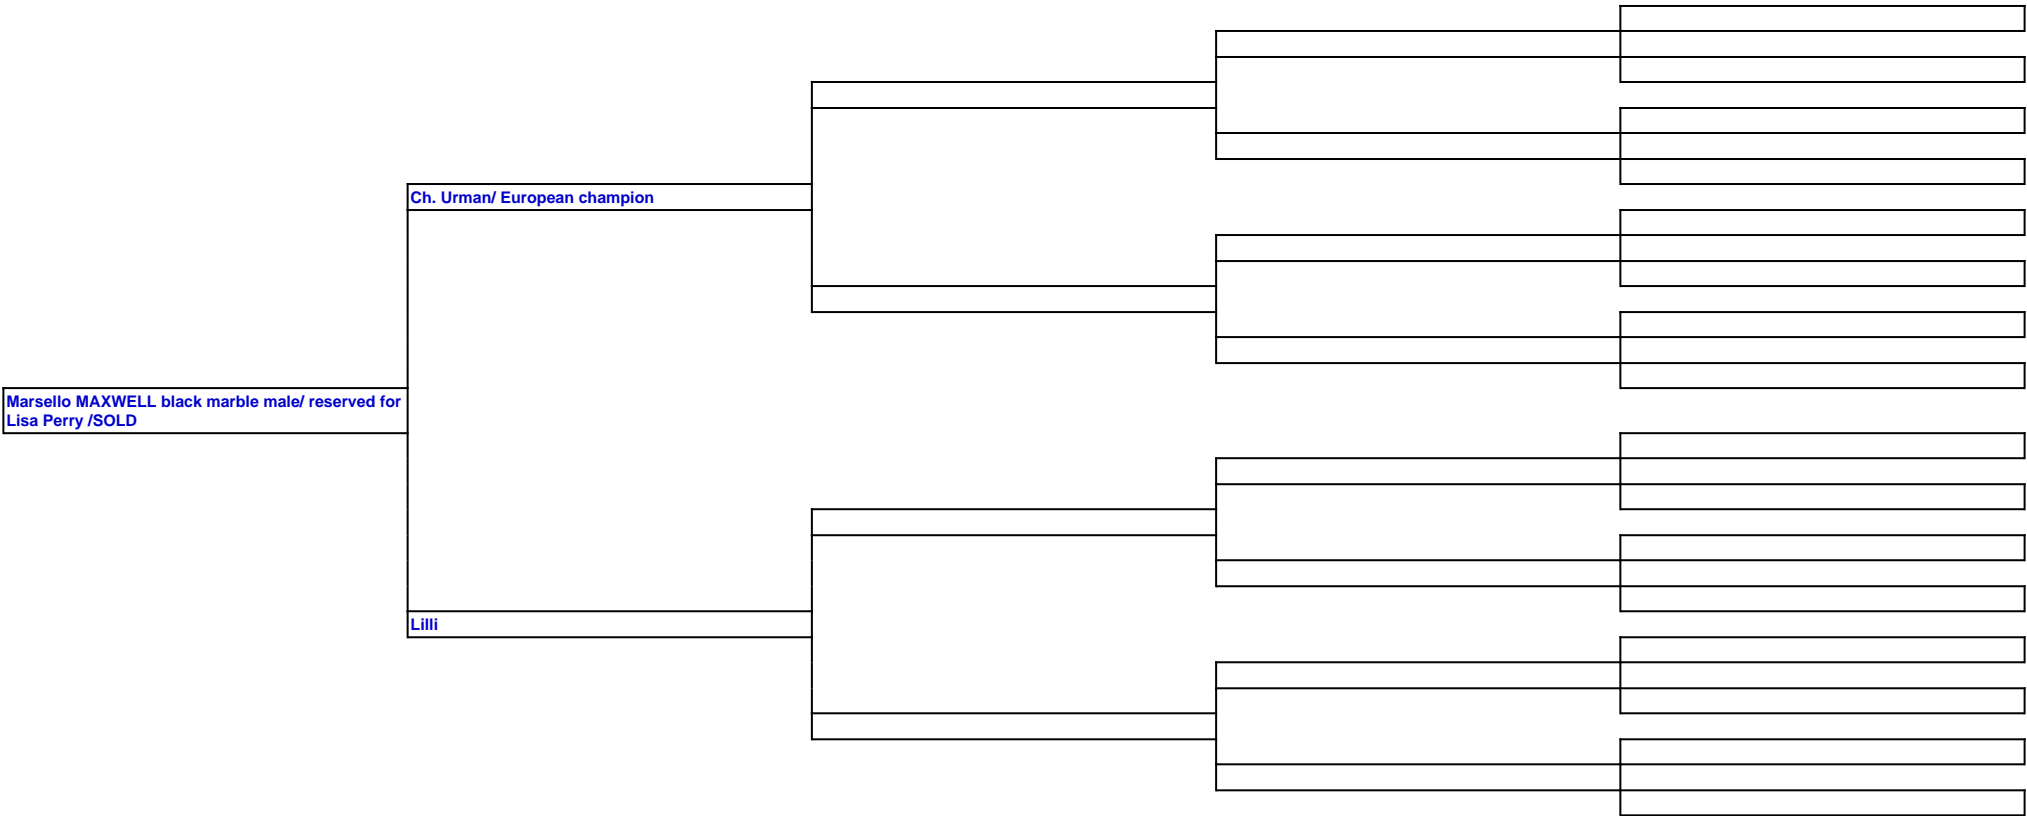 Ch. Urman/ European champion
Marsello MAXWELL black marble male/ reserved for
Lisa Perry /SOLD
Lilli